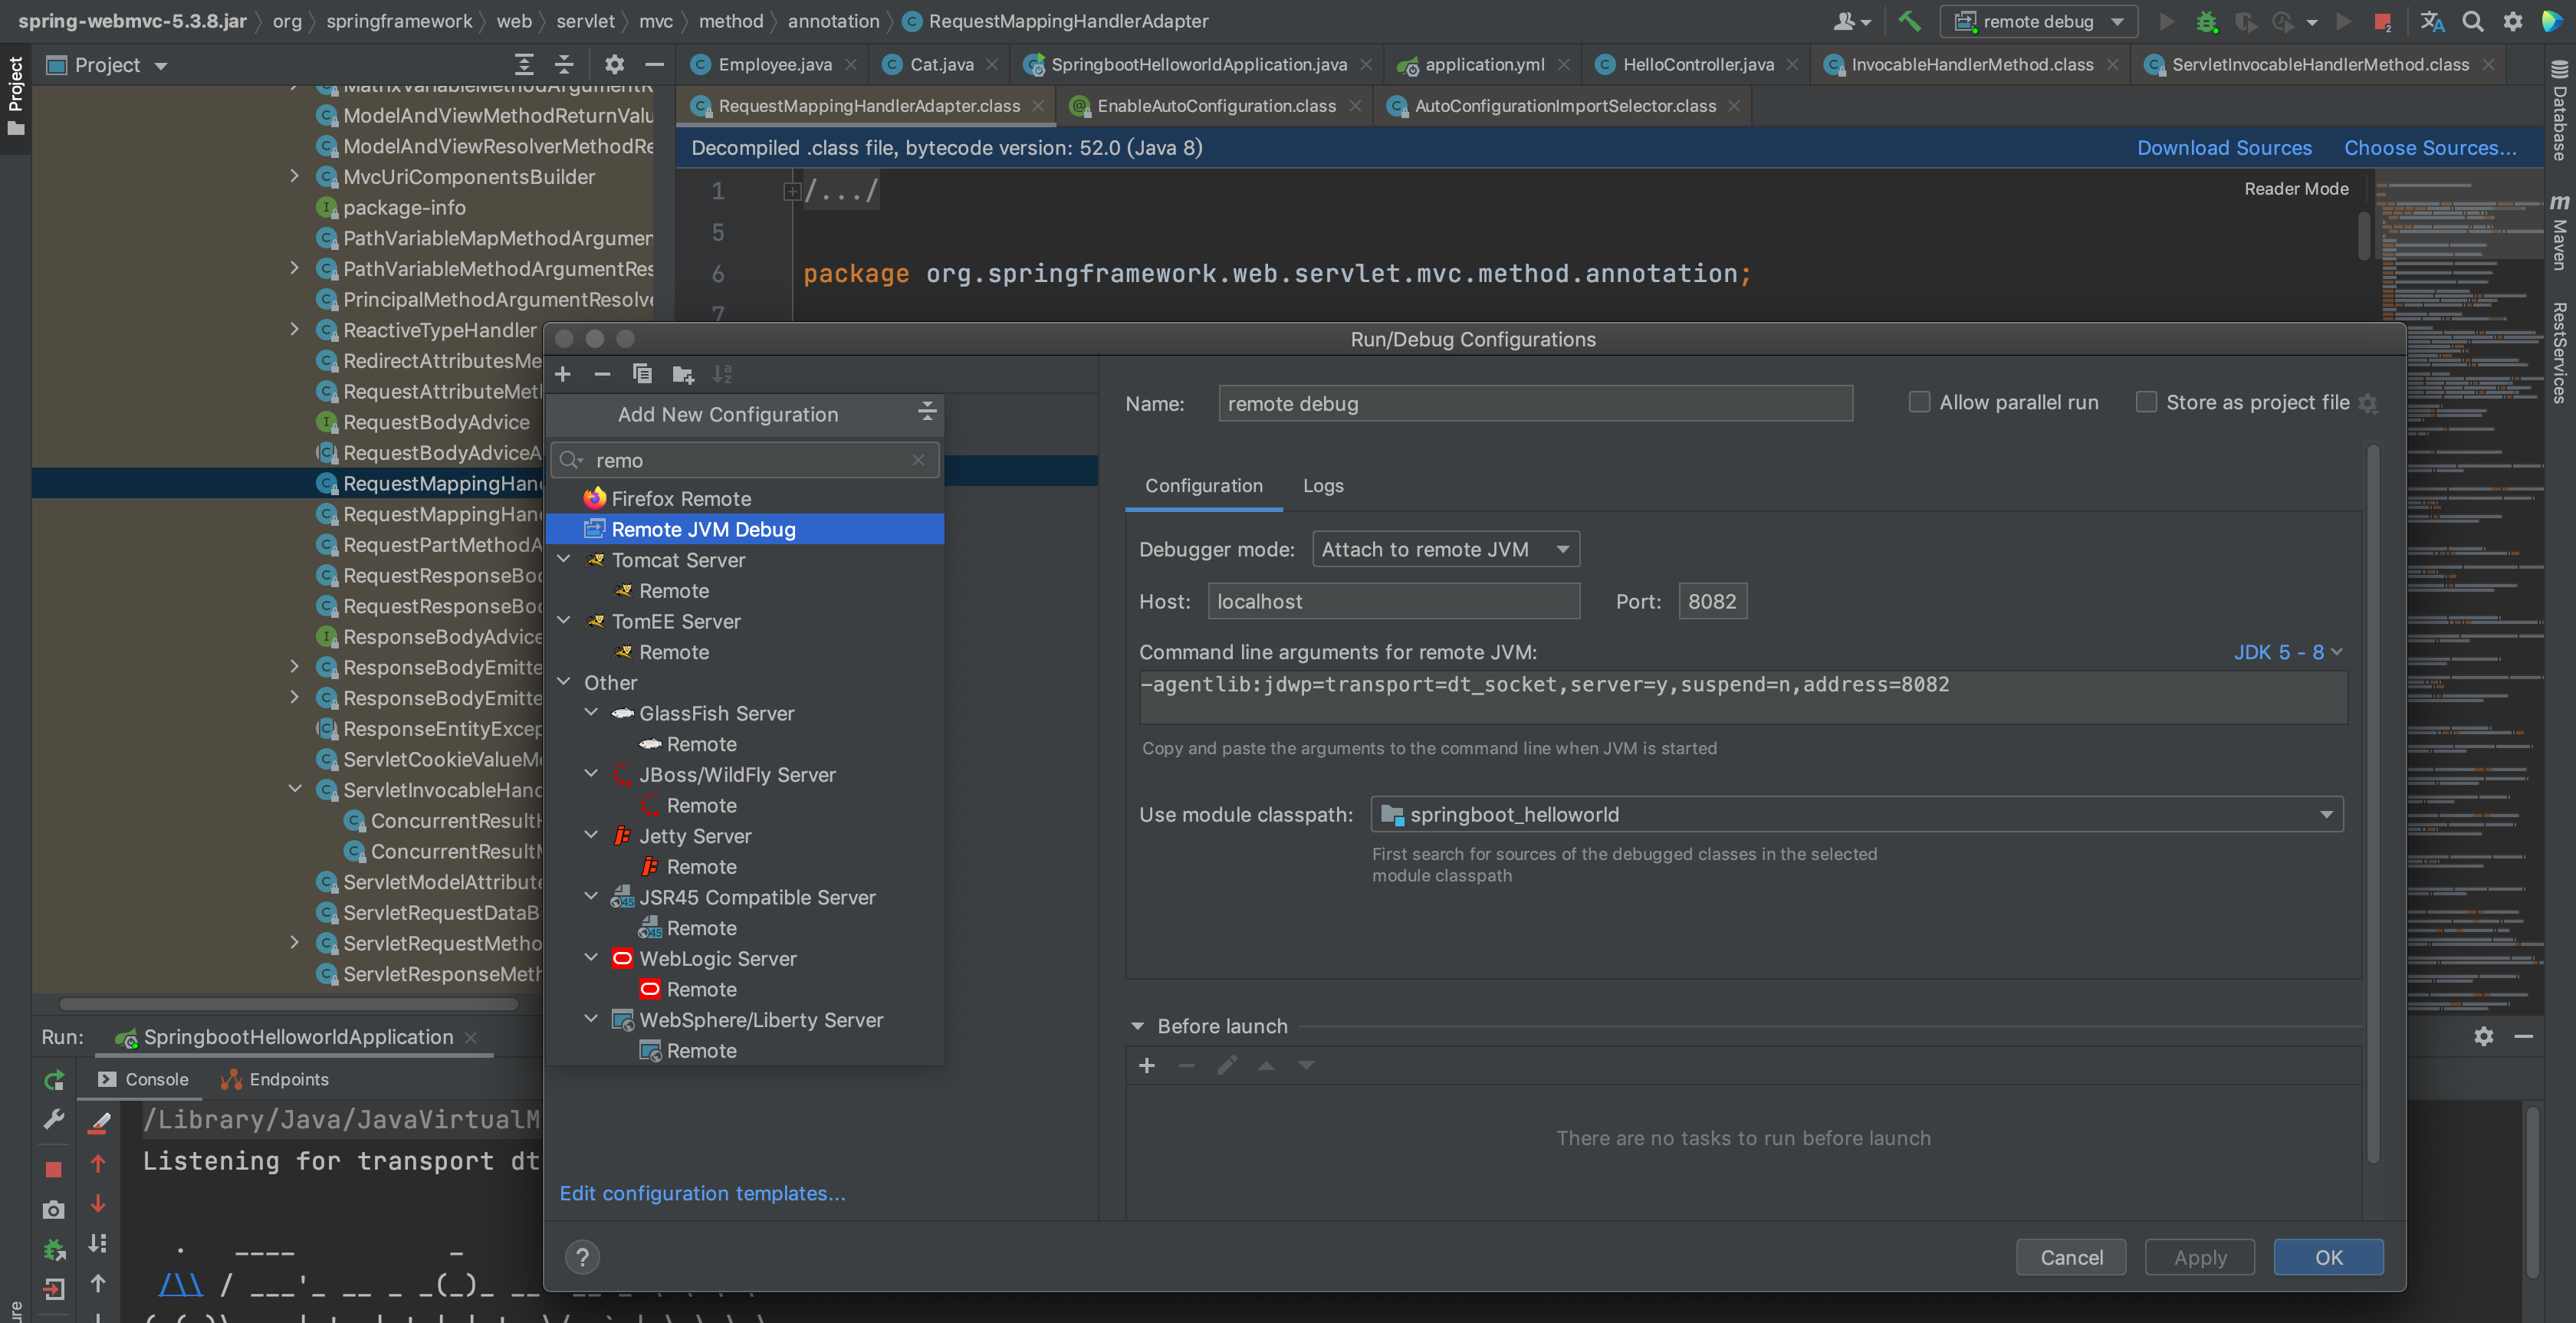 spring-webmvc-5.3.8.jar org springframework web servlet mvc method annotation RequestMappingHandlerAdapter
remote debug
Project
Employee.java Cat.java SpringbootHelloworldApplication.java application.yml HelloController.java InvocableHandlerMethod.class ServletInvocableHandlerMethod.class
RequestMappingHandlerAdapter.class EnableAutoConfiguration.class AutoConfigurationImportSelector.class
Decompiled .class file, bytecode version: 52.0 (Java 8) Download Sources Choose Sources...
Reader Mode
1 /.../
5
6 package org.springframework.web.servlet.mvc.method.annotation;
7
Project
Database
Maven
RestServices
MatrixVariableMethodArgumentR
ModelAndViewMethodReturnValu
ModelAndViewResolverMethodRe
MvcUriComponentsBuilder
package-info
PathVariableMapMethodArgumen
PathVariableMethodArgumentRes
PrincipalMethodArgumentResolve
ReactiveTypeHandler
RedirectAttributesMe
RequestAttributeMeth
RequestBodyAdvice
RequestBodyAdviceA
RequestMappingHand
RequestMappingHand
RequestPartMethodA
RequestResponseBod
RequestResponseBod
ResponseBodyAdvice
ResponseBodyEmitte
ResponseBodyEmitte
ResponseEntityExcep
ServletCookieValueMe
ServletInvocableHand
ConcurrentResultH
ConcurrentResultM
ServletModelAttribute
ServletRequestDataB
ServletRequestMetho
ServletResponseMeth
Run/Debug Configurations
Add New Configuration
remo
Firefox Remote
Remote JVM Debug
Tomcat Server
Remote
TomEE Server
Remote
Other
GlassFish Server
Remote
JBoss/WildFly Server
Remote
Jetty Server
Remote
JSR45 Compatible Server
Remote
WebLogic Server
Remote
WebSphere/Liberty Server
Remote
Edit configuration templates...
Name: remote debug Allow parallel run Store as project file
Configuration Logs
Debugger mode: Attach to remote JVM
Host: localhost Port: 8082
Command line arguments for remote JVM: JDK 5 - 8
-agentlib:jdwp=transport=dt_socket,server=y,suspend=n,address=8082
Copy and paste the arguments to the command line when JVM is started
Use module classpath: springboot_helloworld
First search for sources of the debugged classes in the selected
module classpath
Before launch
There are no tasks to run before launch
? Cancel Apply OK
Run: SpringbootHelloworldApplication
Console Endpoints
/Library/Java/JavaVirtualM
Listening for transport dt